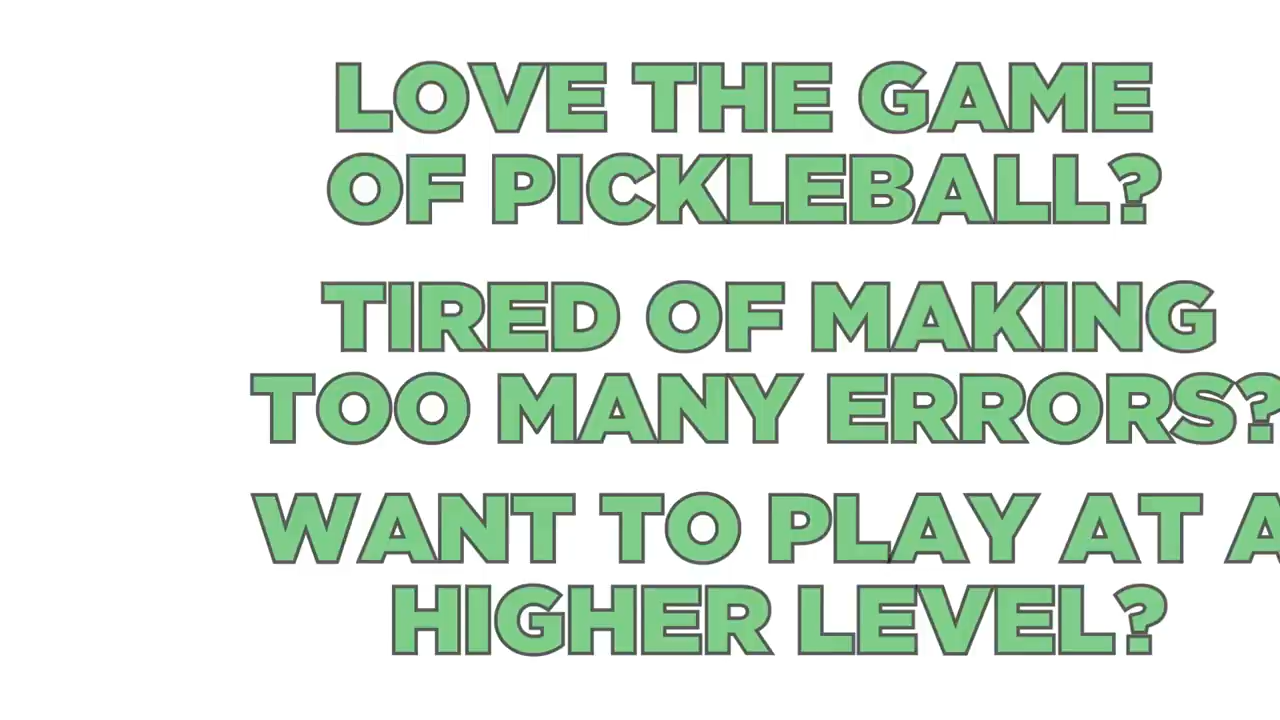 LOVE THE GAME
OF PICKLEBALL?
TIRED OF MAKING
TOO MANY ERRORS?
WANT TO PLAY AT A
HIGHER LEVEL?